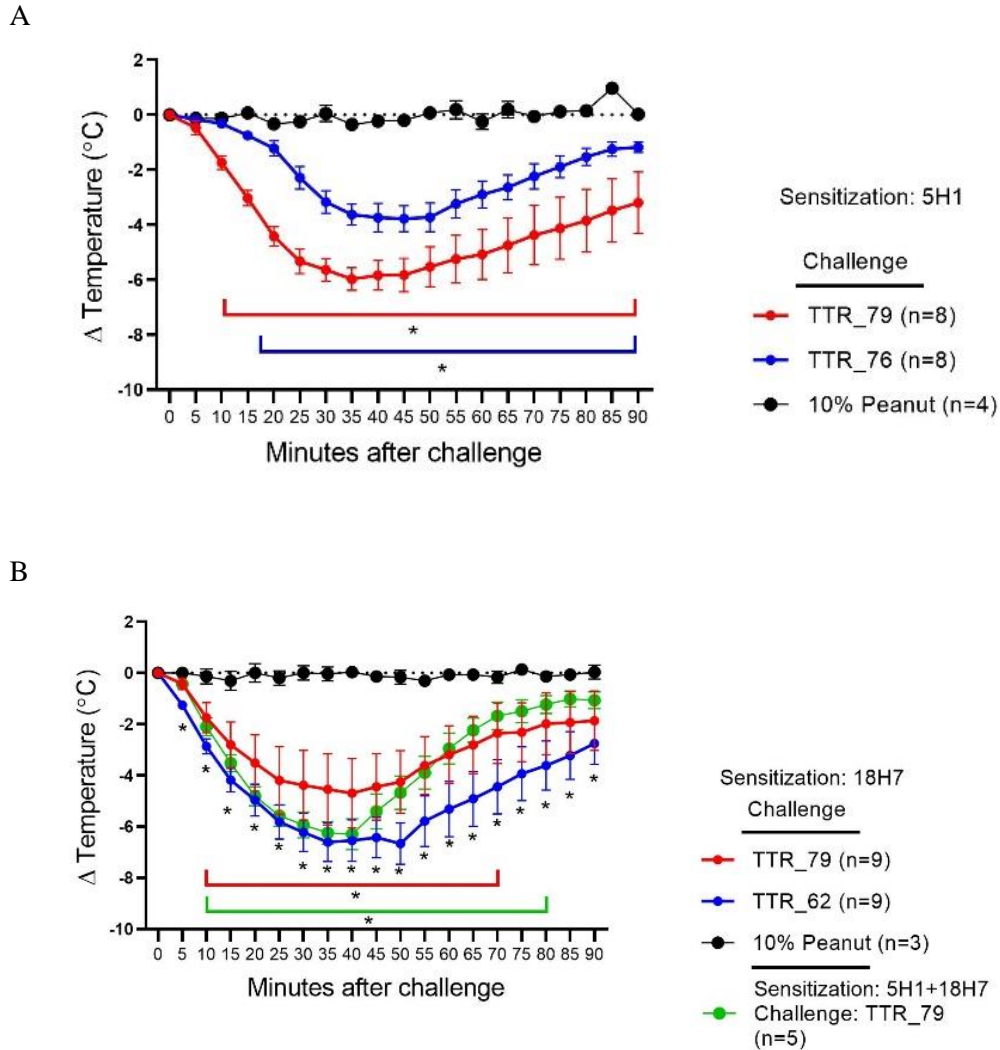 A
2
0
-2
-4
-6
-8
-10
Δ Temperature (°C)
*
*
0 5 10 15 20 25 30 35 40 45 50 55 60 65 70 75 80 85 90
Minutes after challenge
Sensitization: 5H1
Challenge
TTR_79 (n=8)
TTR_76 (n=8)
10% Peanut (n=4)
B
2
0
-2
-4
-6
-8
-10
Δ Temperature (°C)
* * * * * * * * * * * * * * * * * *
*
*
0 5 10 15 20 25 30 35 40 45 50 55 60 65 70 75 80 85 90
Minutes after challenge
Sensitization: 18H7
Challenge
TTR_79 (n=9)
TTR_62 (n=9)
10% Peanut (n=3)
Sensitization: 5H1+18H7
Challenge: TTR_79
(n=5)